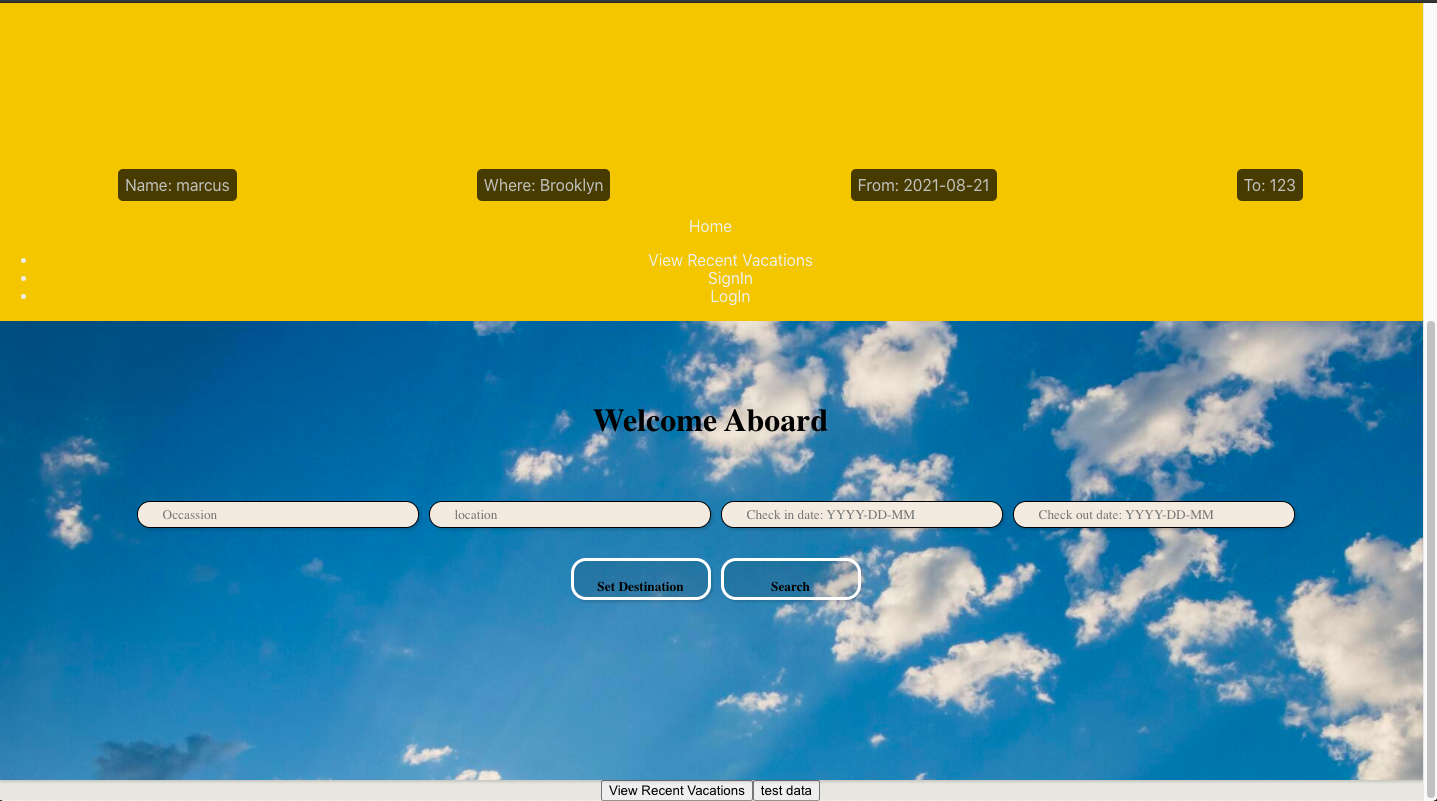 Name: marcus Where: Brooklyn From: 2021-08-21 To: 123
Home
View Recent Vacations
SignIn
LogIn
Welcome Aboard
Occassion location Check in date: YYYY-DD-MM Check out date: YYYY-DD-MM
Set Destination Search
View Recent Vacations test data